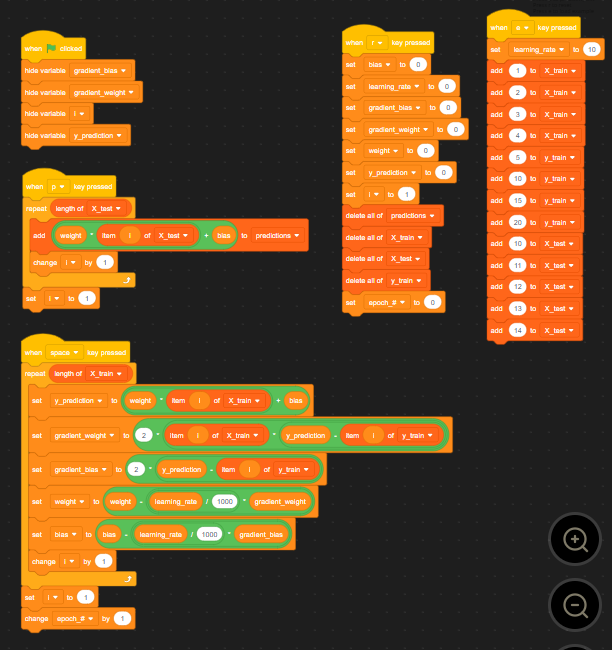 when clicked
hide variable gradient_bias
hide variable gradient_weight
hide variable i
hide variable y_prediction
when p key pressed
repeat length of X_test
add weight * item i of X_test + bias to predictions
change i by 1
set i to 1
when space key pressed
repeat length of X_train
set y_prediction to weight * item i of X_train + bias
set gradient_weight to 2 * item i of X_train * y_prediction - item i of y_train
set gradient_bias to 2 * y_prediction - item i of y_train
set weight to weight - learning_rate / 1000 * gradient_weight
set bias to bias - learning_rate / 1000 * gradient_bias
change i by 1
set i to 1
change epoch_# by 1
when r key pressed
set bias to 0
set learning_rate to 0
set gradient_bias to 0
set gradient_weight to 0
set weight to 0
set y_prediction to 0
set i to 1
delete all of predictions
delete all of X_train
delete all of X_test
delete all of y_train
set epoch_# to 0
when e key pressed
set learning_rate to 10
add 1 to X_train
add 2 to X_train
add 3 to X_train
add 4 to X_train
add 5 to y_train
add 10 to y_train
add 15 to y_train
add 20 to y_train
add 10 to X_test
add 11 to X_test
add 12 to X_test
add 13 to X_test
add 14 to X_test